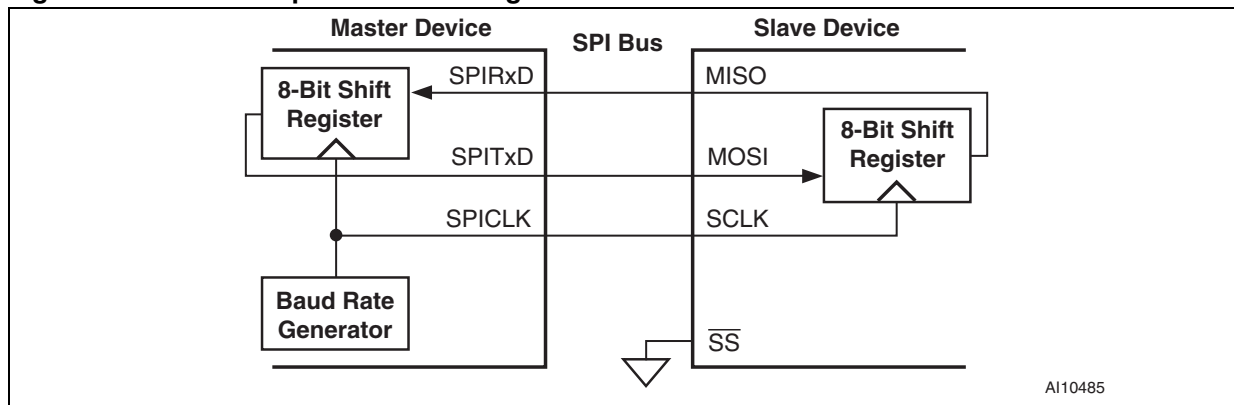 Master Device
SPI Bus
Slave Device
SPIRxD
MISO
8-Bit Shift
Register
8-Bit Shift
Register
SPITxD
MOSI
SPICLK
SCLK
Baud Rate
Generator
SS
AI10485